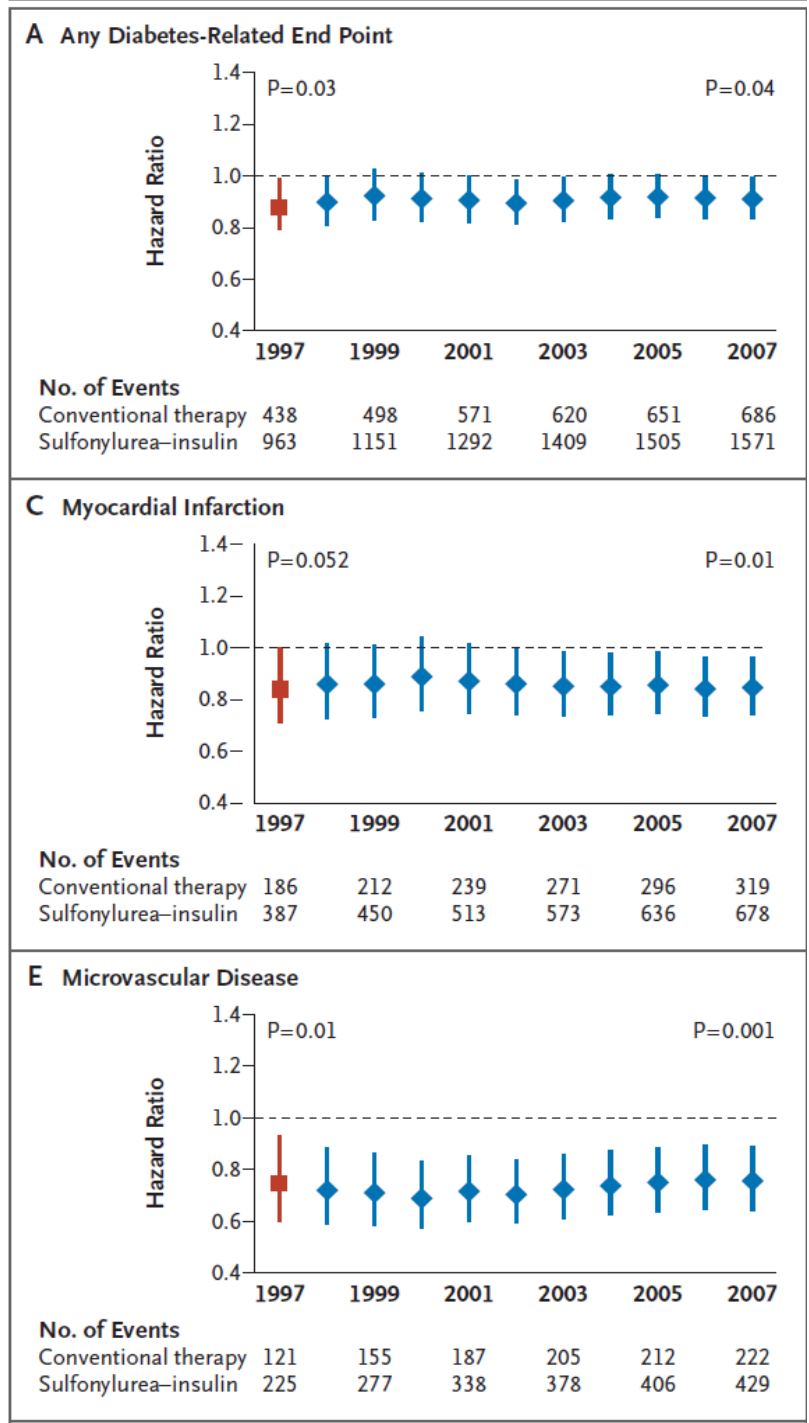 A Any Diabetes-Related End Point
1.4
P=0.03
P=0.04
1.2
1.0
0.8
0.6
0.4
Hazard Ratio
1997 1999 2001 2003 2005 2007
No. of Events
Conventional therapy 438 498 571 620 651 686
Sulfonylurea–insulin 963 1151 1292 1409 1505 1571
C Myocardial Infarction
1.4
P=0.052
P=0.01
1.2
1.0
0.8
0.6
0.4
Hazard Ratio
1997 1999 2001 2003 2005 2007
No. of Events
Conventional therapy 186 212 239 271 296 319
Sulfonylurea–insulin 387 450 513 573 636 678
E Microvascular Disease
1.4
P=0.01
P=0.001
1.2
1.0
0.8
0.6
0.4
Hazard Ratio
1997 1999 2001 2003 2005 2007
No. of Events
Conventional therapy 121 155 187 205 212 222
Sulfonylurea–insulin 225 277 338 378 406 429